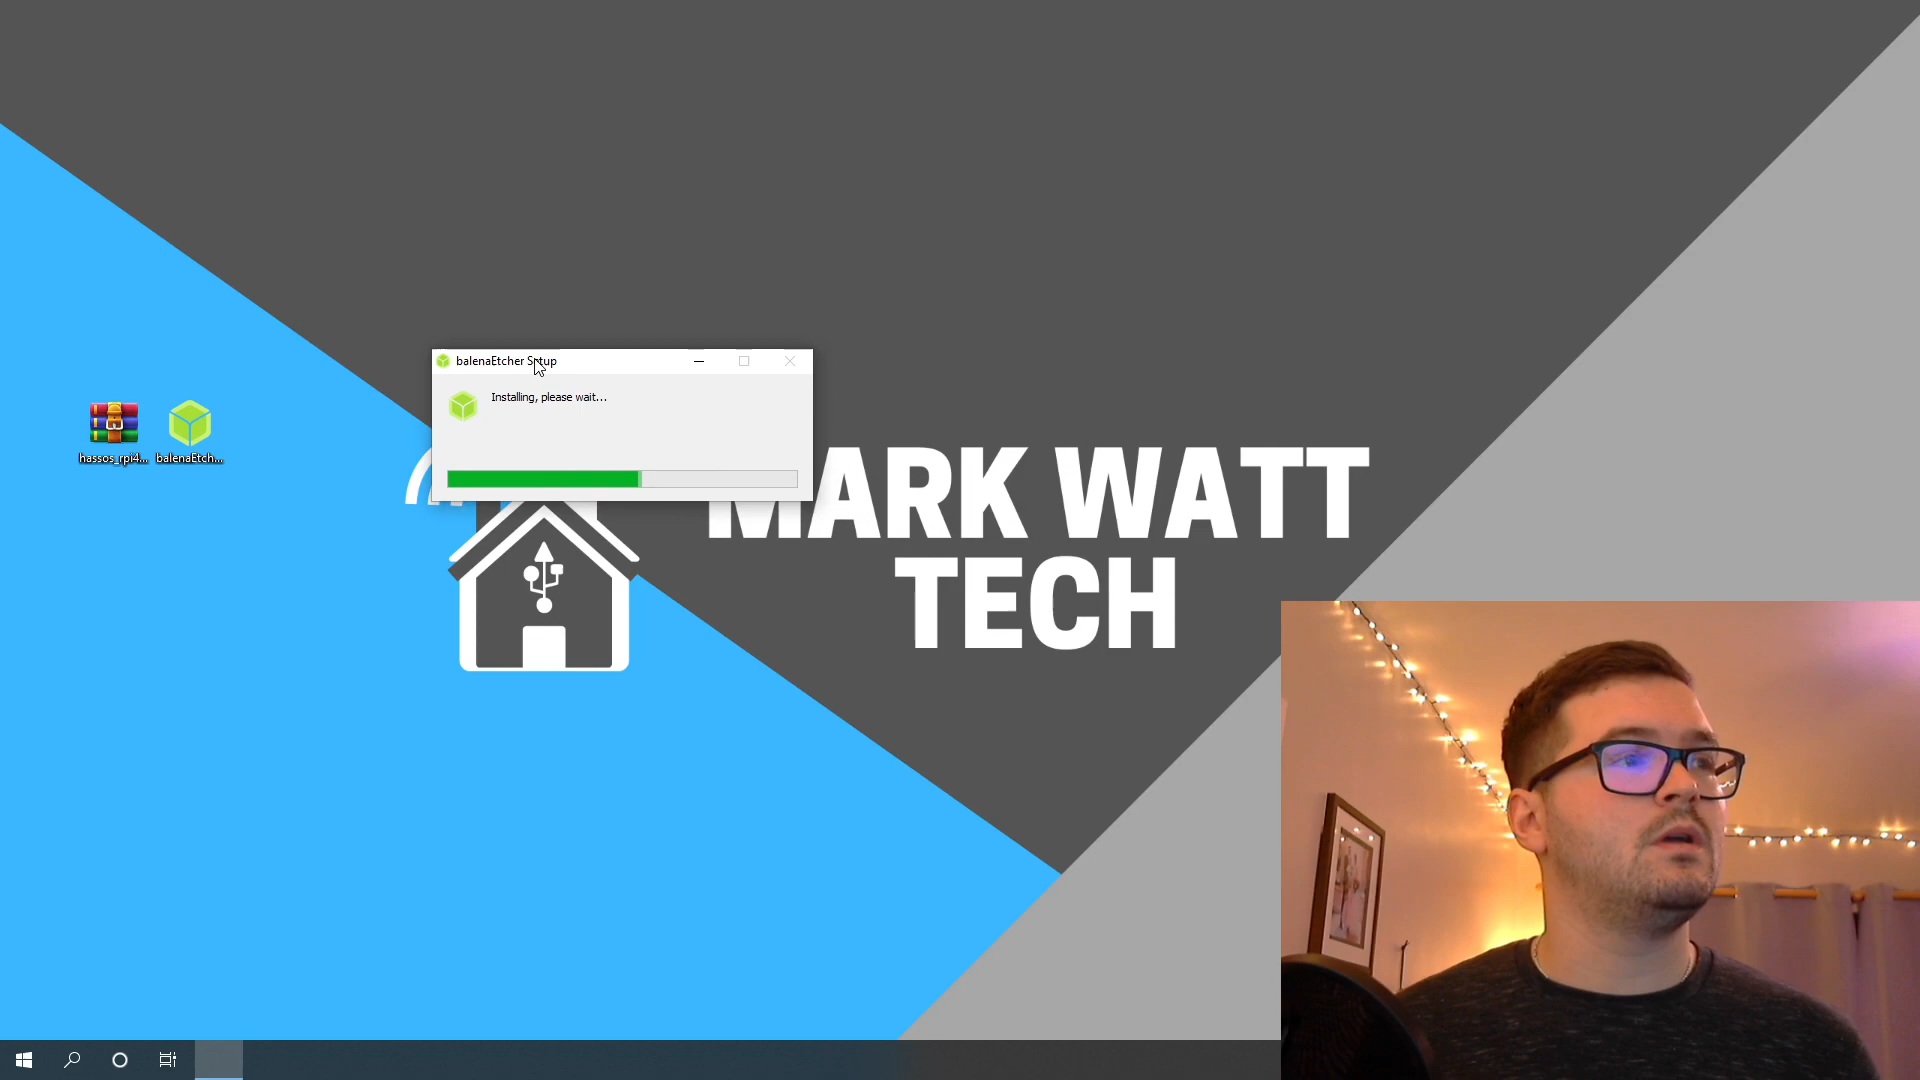 balenaEtcher Setup
Installing, please wait...
hassos_rpi4...
balenaEtch...
MARK WATT
TECH